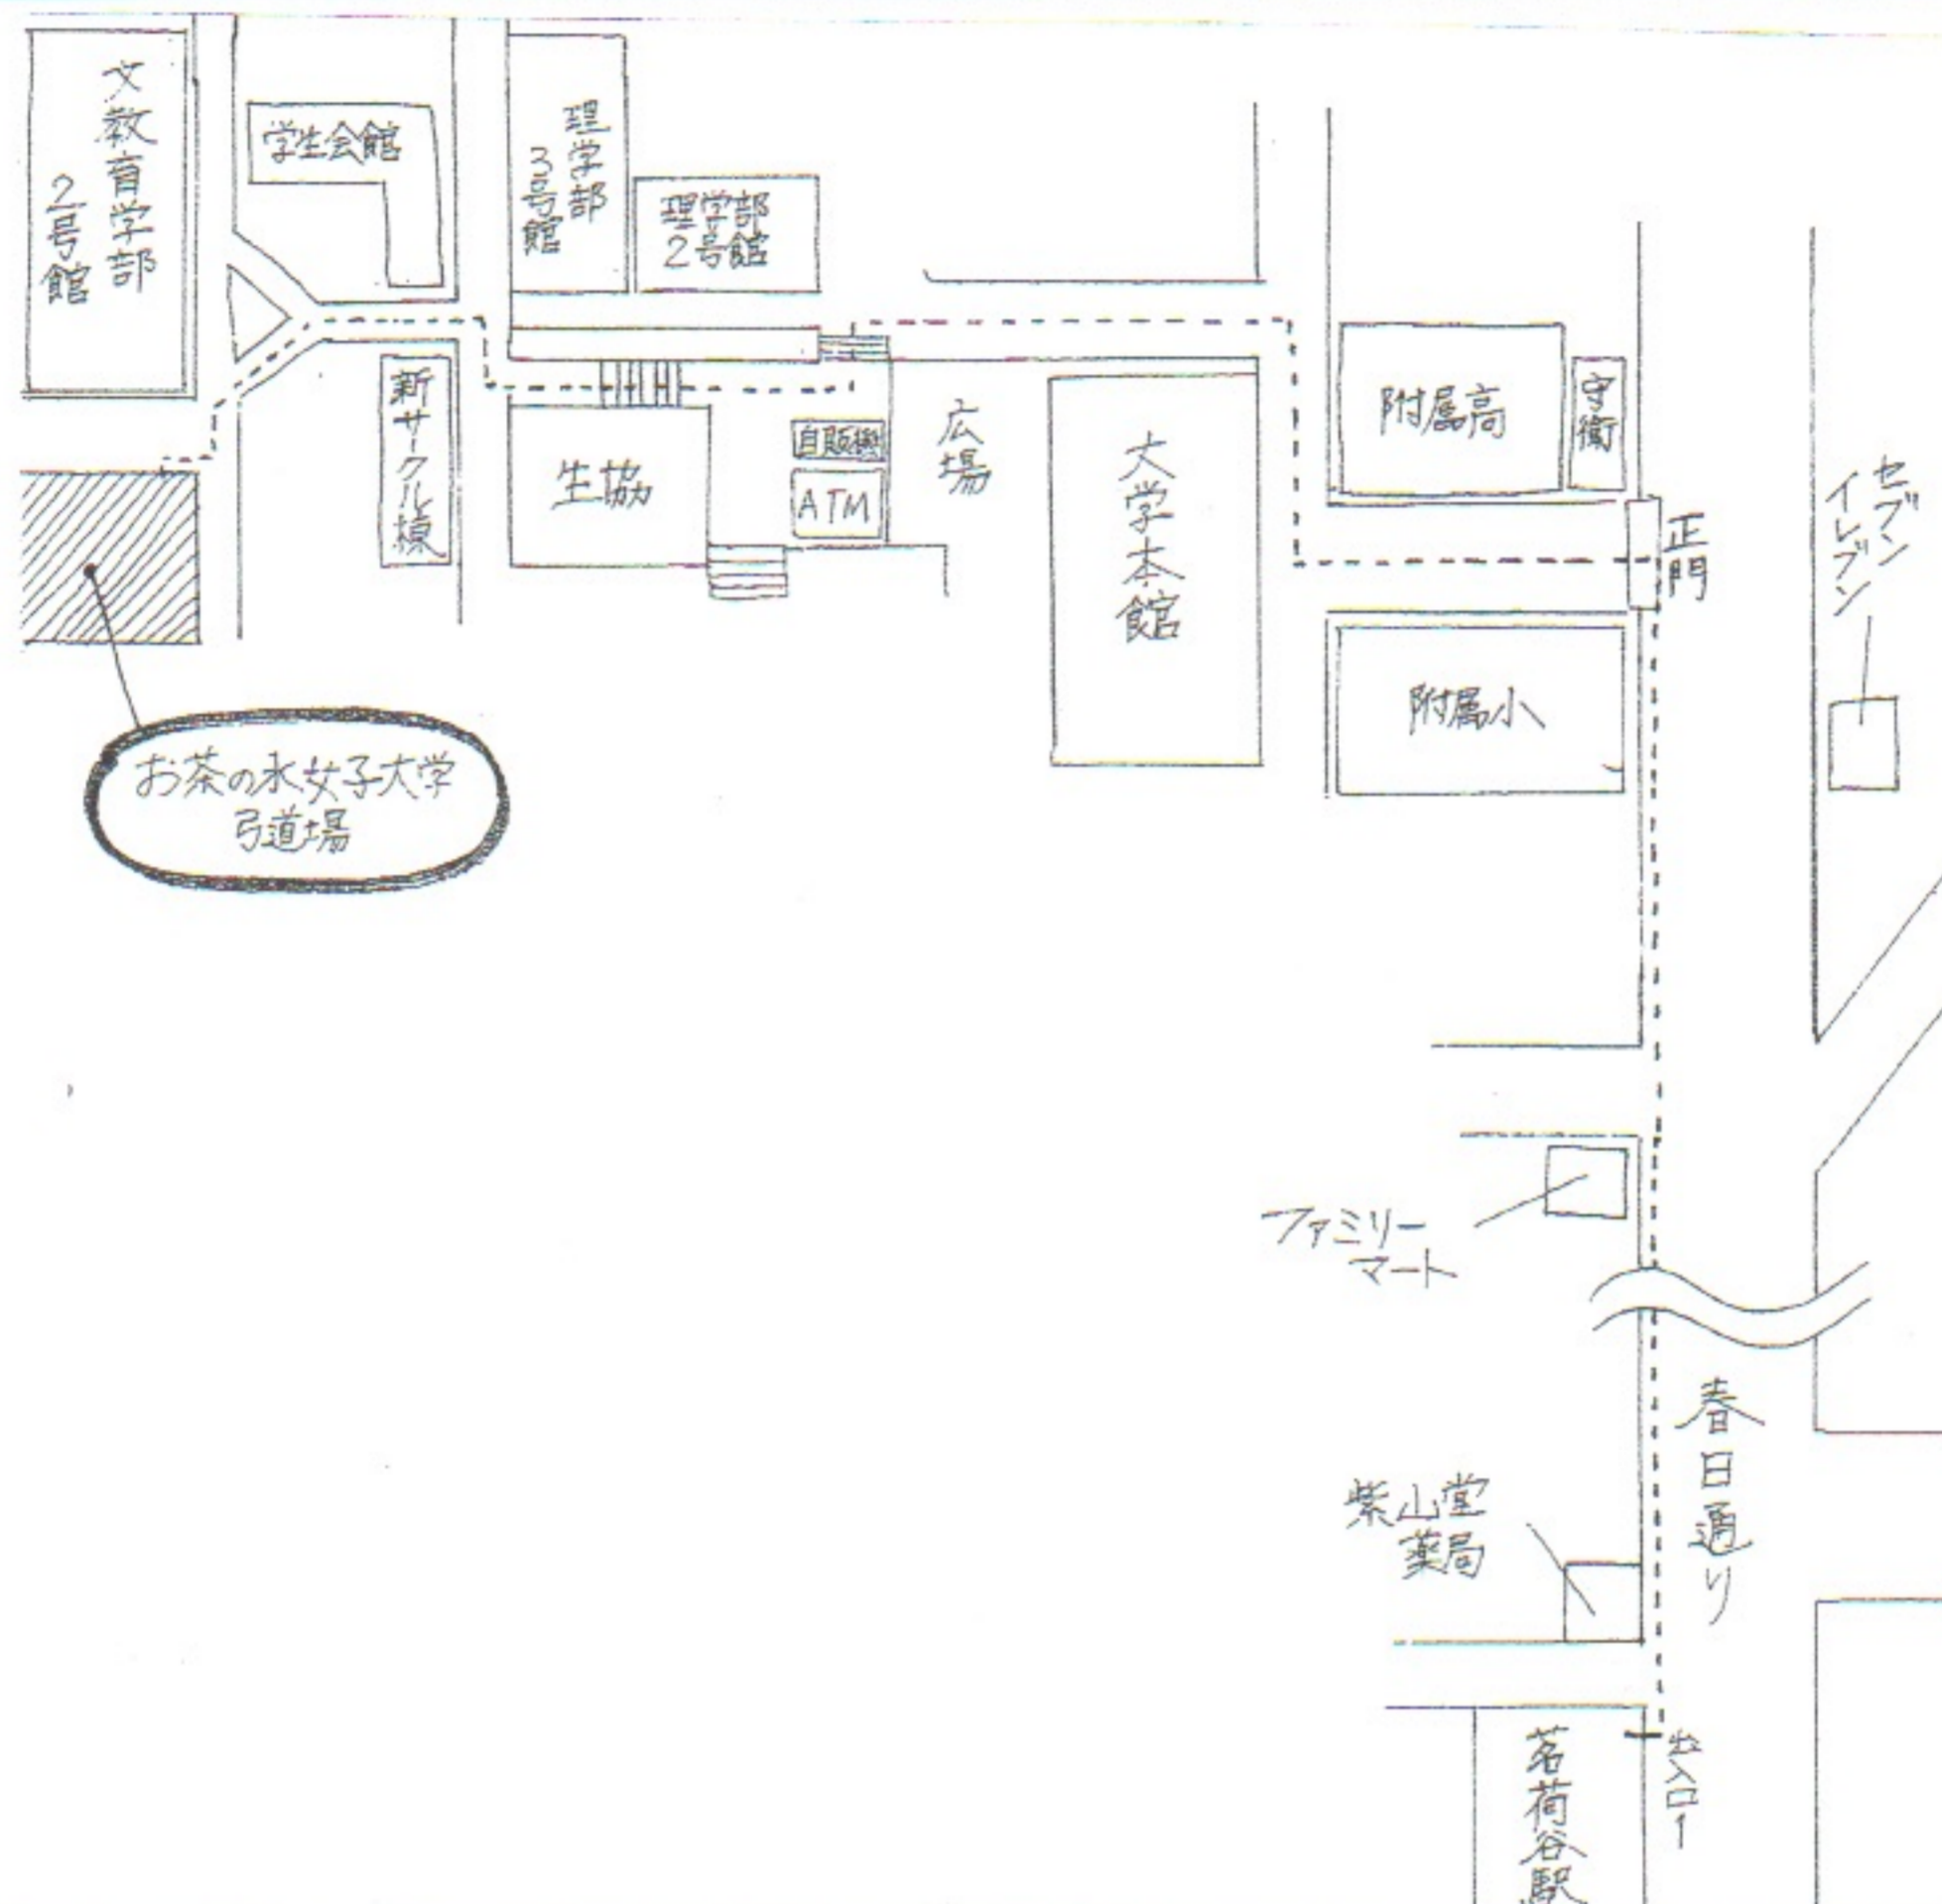 文教育学部
2号館
学生会館
理学部
3号館
理学部
2号館
新サークル棟
生協
自販機
ATM
広場
大学本館
附属高
守衛
正門
セブン
イレブン
附属小
お茶の水女子大学
弓道場
ファミリー
マート
春日通り
紫山堂
薬局
出入口1
茗荷谷駅